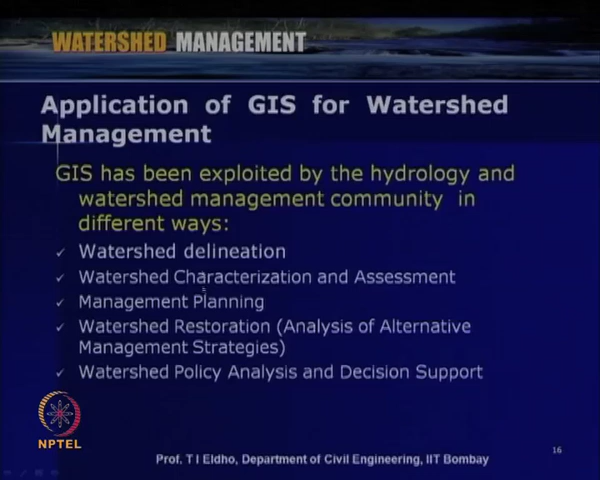 WATERSHED MANAGEMENT
Application of GIS for Watershed
Management
GIS has been exploited by the hydrology and
watershed management community in
different ways:
✓ Watershed delineation
✓ Watershed Characterization and Assessment
✓ Management Planning
✓ Watershed Restoration (Analysis of Alternative
Management Strategies)
✓ Watershed Policy Analysis and Decision Support
NPTEL
Prof. T I Eldho, Department of Civil Engineering, IIT Bombay
16